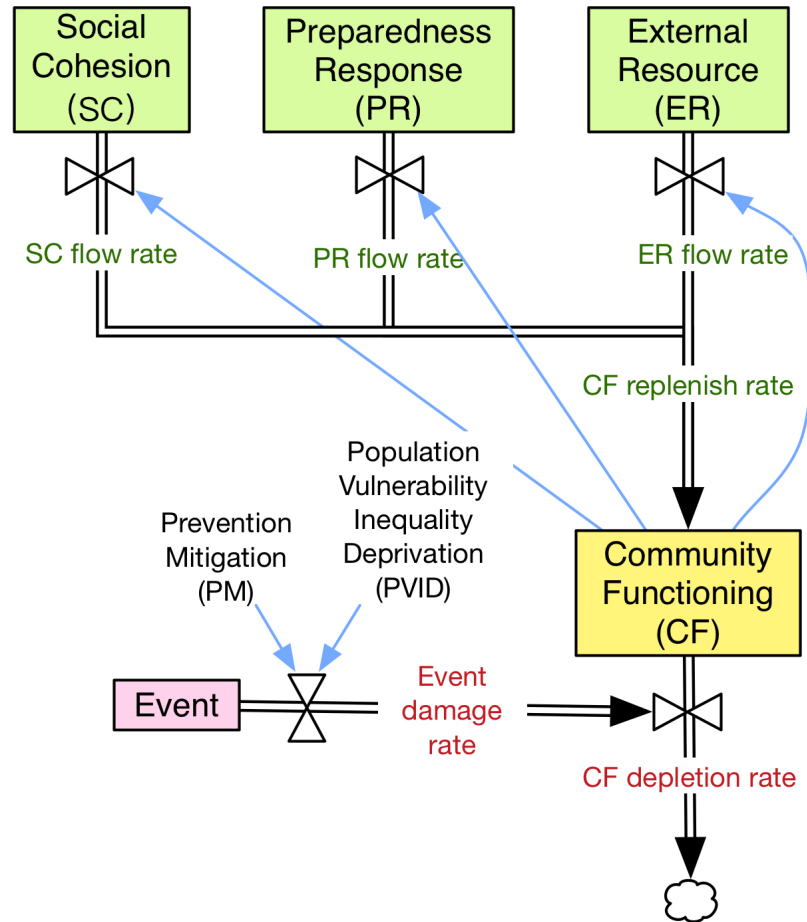 Social
Cohesion
(SC)
Preparedness
Response
(PR)
External
Resource
(ER)
SC flow rate
PR flow rate
ER flow rate
CF replenish rate
Population
Vulnerability
Inequality
Deprivation
(PVID)
Prevention
Mitigation
(PM)
Community
Functioning
(CF)
Event
Event
damage
rate
CF depletion rate